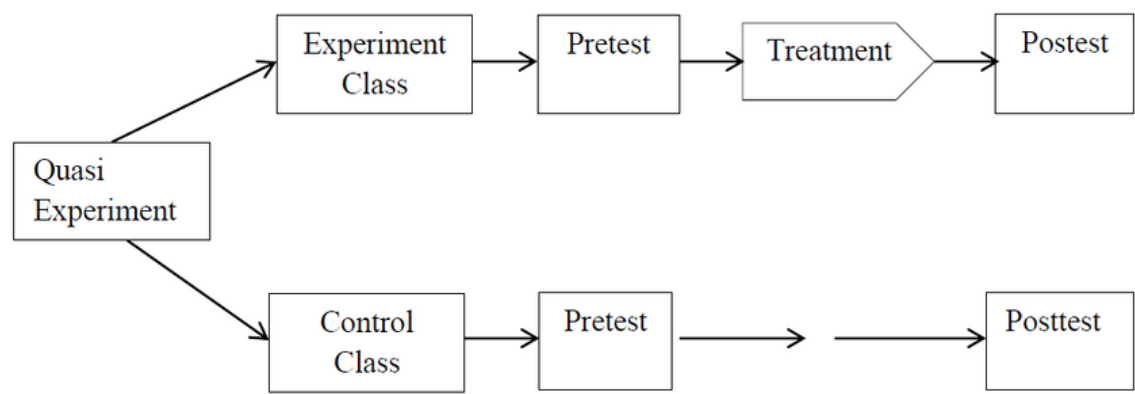 Experiment
Class
Pretest
Treatment
Postest
Quasi
Experiment
Control
Class
Pretest
Posttest